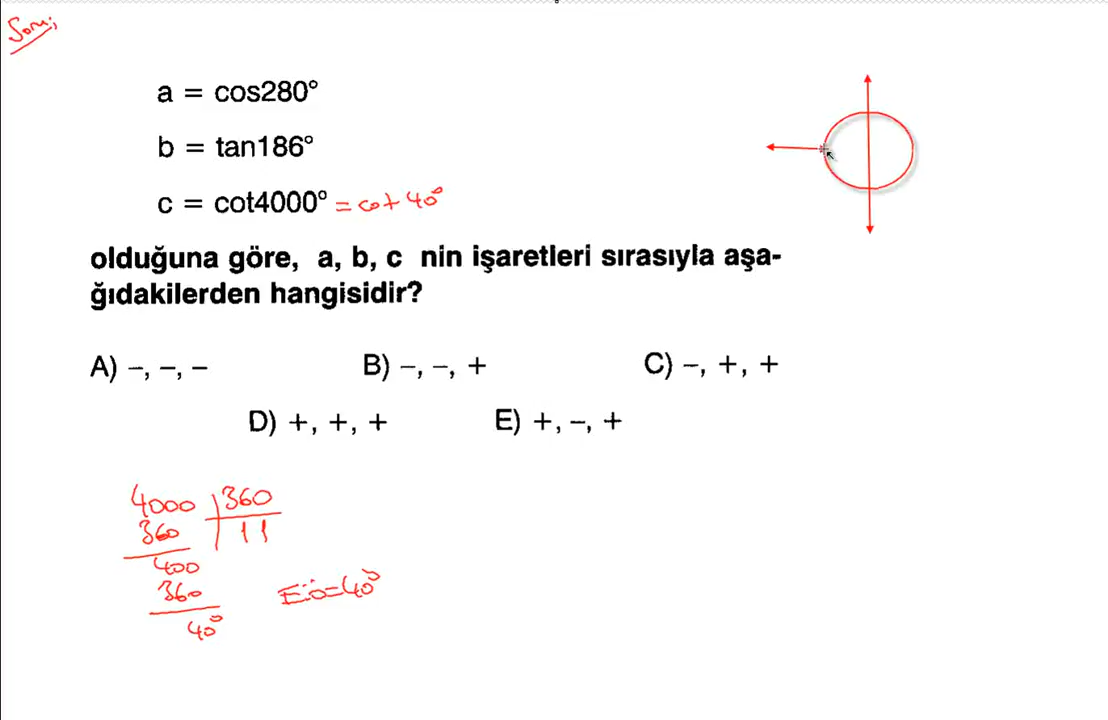 Soru;
a = cos280°
b = tan186°
c = cot4000° = cot 40°
olduğuna göre, a, b, c nin işaretleri sırasıyla aşa-
ğıdakilerden hangisidir?
A) –, –, – B) –, –, + C) –, +, +
D) +, +, + E) +, –, +
4000 360
360 11
400
360 E.Ö=40°
40°